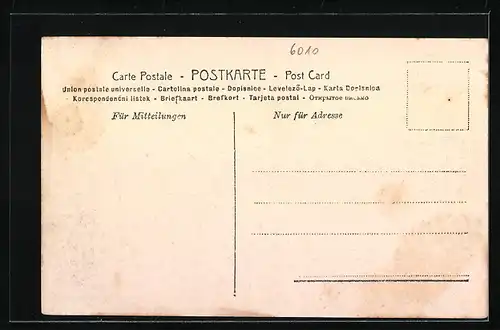 6010
Carte Postale - POSTKARTE - Post Card
Union postale universelle - Cartolina postale - Dopisnice - Levelező-Lap - Karta Dopisnica
- Korespondenční lístek - Briefkaart - Brefkort - Tarjeta postal - Открытое письмо
Für Mitteilungen
Nur für Adresse